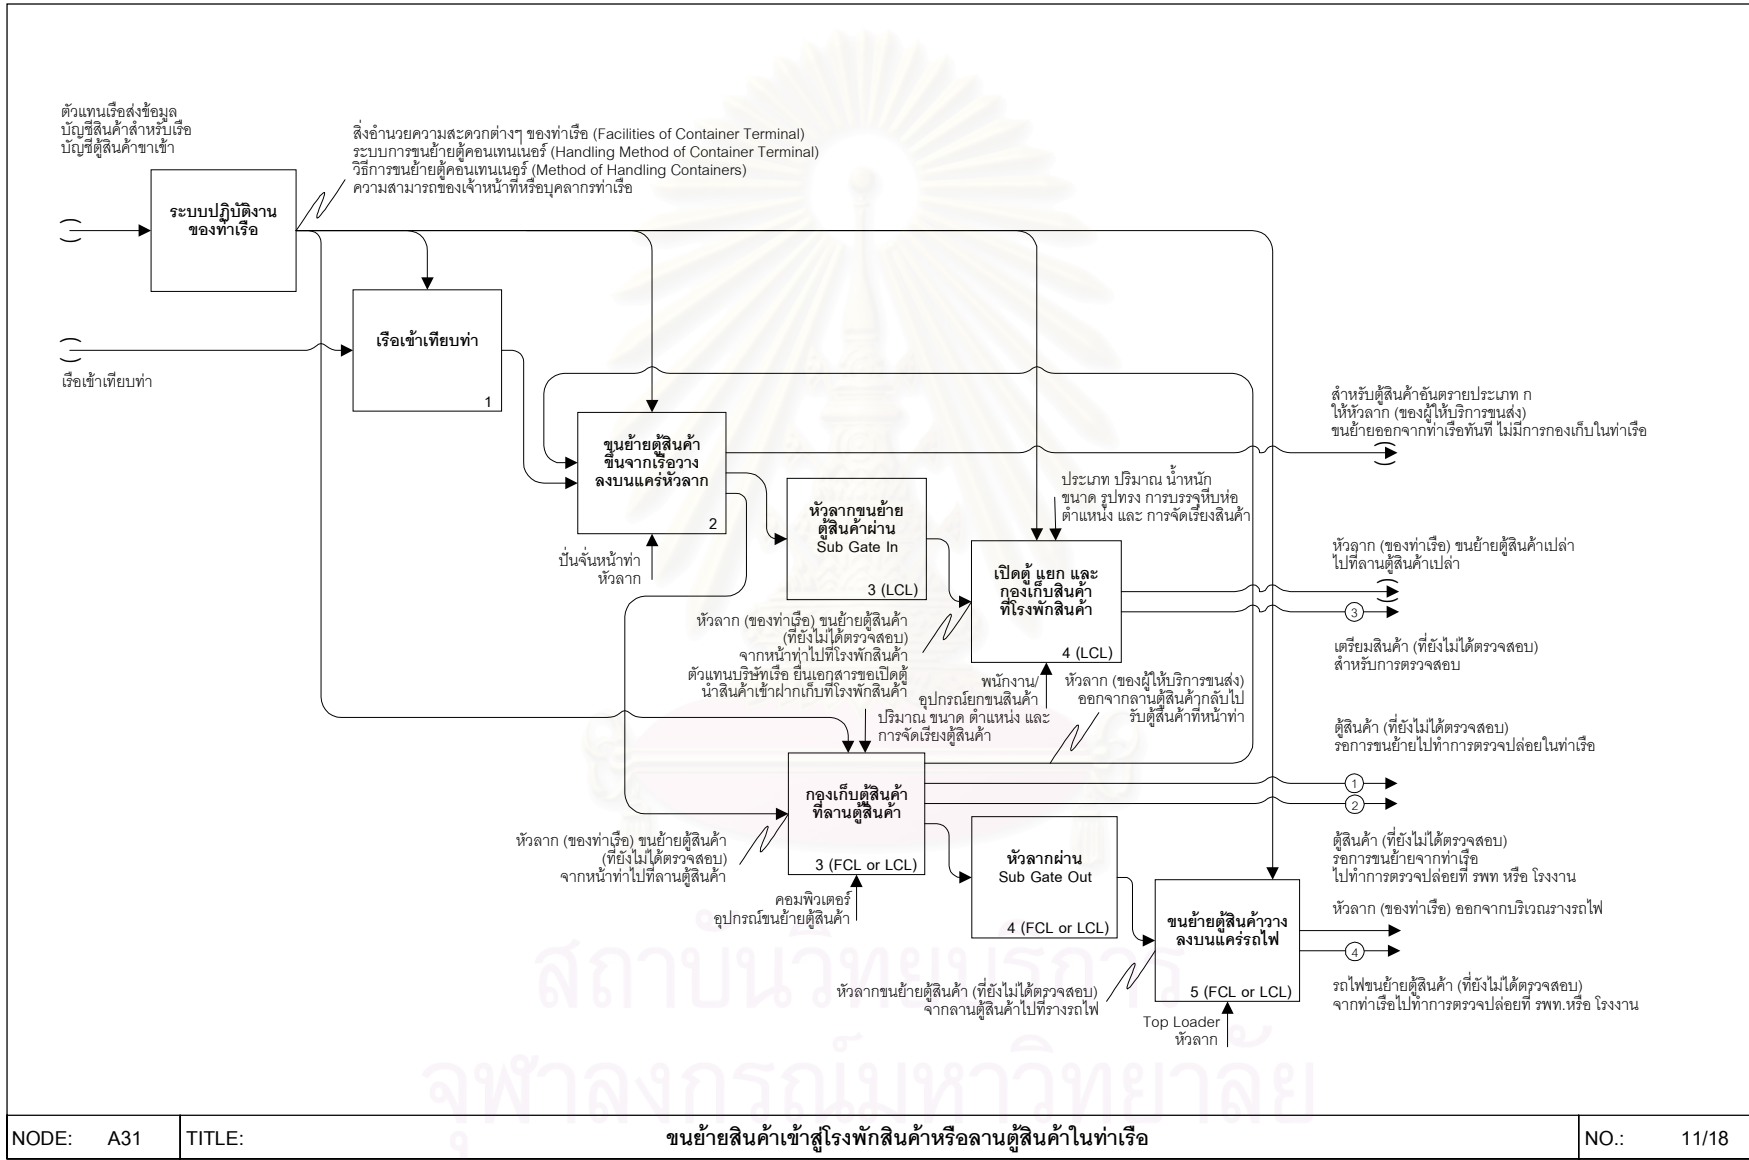 ตัวแทนเรือส่งข้อมูล
บัญชีสินค้าสำหรับเรือ
บัญชีตู้สินค้าขาเข้า
สิ่งอำนวยความสะดวกต่างๆ ของท่าเรือ (Facilities of Container Terminal)
ระบบการขนย้ายตู้คอนเทนเนอร์ (Handling Method of Container Terminal)
วิธีการขนย้ายตู้คอนเทนเนอร์ (Method of Handling Containers)
ความสามารถของเจ้าหน้าที่หรือบุคลากรท่าเรือ
ระบบปฏิบัติงาน
ของท่าเรือ
เรือเข้าเทียบท่า
1
เรือเข้าเทียบท่า
ขนย้ายตู้สินค้า
ขึ้นจากเรือวาง
ลงบนแคร่หัวลาก
2
ปั่นจั่นหน้าท่า
หัวลาก
สำหรับตู้สินค้าอันตรายประเภท ก
ให้หัวลาก (ของผู้ให้บริการขนส่ง)
ขนย้ายออกจากท่าเรือทันที ไม่มีการกองเก็บในท่าเรือ
หัวลากขนย้าย
ตู้สินค้าผ่าน
Sub Gate In
3 (LCL)
ประเภท ปริมาณ น้ำหนัก
ขนาด รูปทรง การบรรจุหีบห่อ
ตำแหน่ง และ การจัดเรียงสินค้า
เปิดตู้ แยก และ
กองเก็บสินค้า
ที่โรงพักสินค้า
4 (LCL)
หัวลาก (ของท่าเรือ) ขนย้ายตู้สินค้าเปล่า
ไปที่ลานตู้สินค้าเปล่า
3
เตรียมสินค้า (ที่ยังไม่ได้ตรวจสอบ)
สำหรับการตรวจสอบ
หัวลาก (ของท่าเรือ) ขนย้ายตู้สินค้า
(ที่ยังไม่ได้ตรวจสอบ)
จากหน้าท่าไปที่โรงพักสินค้า
ตัวแทนบริษัทเรือ ยื่นเอกสารขอเปิดตู้
นำสินค้าเข้าฝากเก็บที่โรงพักสินค้า
พนักงาน/
อุปกรณ์ยกขนสินค้า
หัวลาก (ของผู้ให้บริการขนส่ง)
ออกจากลานตู้สินค้ากลับไป
รับตู้สินค้าที่หน้าท่า
ปริมาณ ขนาด ตำแหน่ง และ
การจัดเรียงตู้สินค้า
ตู้สินค้า (ที่ยังไม่ได้ตรวจสอบ)
รอการขนย้ายไปทำการตรวจปล่อยในท่าเรือ
1
2
กองเก็บตู้สินค้า
ที่ลานตู้สินค้า
3 (FCL or LCL)
หัวลาก (ของท่าเรือ) ขนย้ายตู้สินค้า
(ที่ยังไม่ได้ตรวจสอบ)
จากหน้าท่าไปที่ลานตู้สินค้า
คอมพิวเตอร์
อุปกรณ์ขนย้ายตู้สินค้า
หัวลากผ่าน
Sub Gate Out
4 (FCL or LCL)
ตู้สินค้า (ที่ยังไม่ได้ตรวจสอบ)
รอการขนย้ายจากท่าเรือ
ไปทำการตรวจปล่อยที่ รพท หรือ โรงงาน
หัวลาก (ของท่าเรือ) ออกจากบริเวณรางรถไฟ
ขนย้ายตู้สินค้าวาง
ลงบนแคร่รถไฟ
5 (FCL or LCL)
4
หัวลากขนย้ายตู้สินค้า (ที่ยังไม่ได้ตรวจสอบ)
จากลานตู้สินค้าไปที่รางรถไฟ
รถไฟขนย้ายตู้สินค้า (ที่ยังไม่ได้ตรวจสอบ)
จากท่าเรือไปทำการตรวจปล่อยที่ รพท.หรือ โรงงาน
Top Loader
หัวลาก
สถาบันวิทยบริการ
จุฬาลงกรณ์มหาวิทยาลัย
NODE: A31 TITLE: ขนย้ายสินค้าเข้าสู่โรงพักสินค้าหรือลานตู้สินค้าในท่าเรือ NO.: 11/18